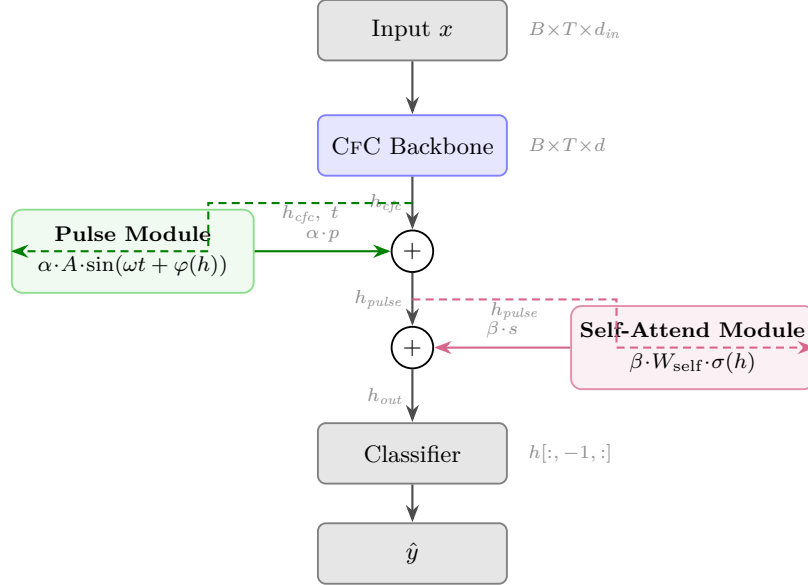 Input x
B×T×d_in
CfC Backbone
B×T×d
h_cfc
h_cfc, t
α·p
Pulse Module
α·A·sin(ωt + φ(h))
+
h_pulse
h_pulse
β·s
Self-Attend Module
β·W_self·σ(h)
+
h_out
Classifier
h[:, −1, :]
ŷ